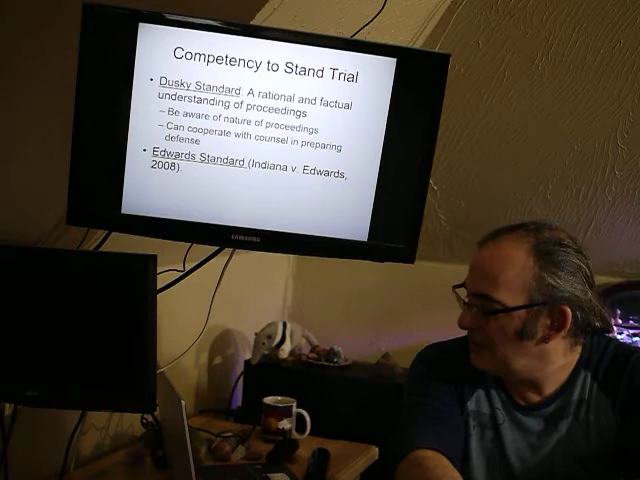 Competency to Stand Trial
• Dusky Standard: A rational and factual
understanding of proceedings
– Be aware of nature of proceedings
– Can cooperate with counsel in preparing
defense
• Edwards Standard (Indiana v. Edwards,
2008).
SAMSUNG